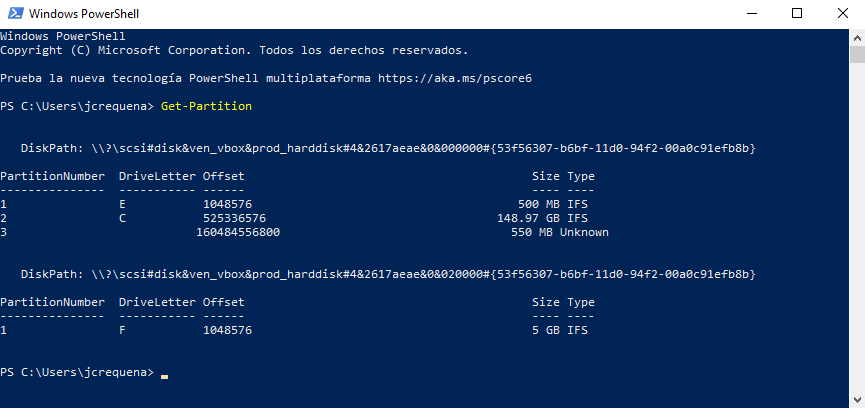 Windows PowerShell
Windows PowerShell
Copyright (C) Microsoft Corporation. Todos los derechos reservados.
Prueba la nueva tecnología PowerShell multiplataforma https://aka.ms/pscore6
PS C:\Users\jcrequena> Get-Partition
DiskPath: \\?\scsi#disk&ven_vbox&prod_harddisk#4&2617aeae&0&000000#{53f56307-b6bf-11d0-94f2-00a0c91efb8b}
PartitionNumber  DriveLetter Offset                                         Size Type
---------------  ----------- ------                                         ---- ----
1                E           1048576                                      500 MB IFS
2                C           525336576                                 148.97 GB IFS
3                           160484556800                                 550 MB Unknown
DiskPath: \\?\scsi#disk&ven_vbox&prod_harddisk#4&2617aeae&0&020000#{53f56307-b6bf-11d0-94f2-00a0c91efb8b}
PartitionNumber  DriveLetter Offset                                         Size Type
---------------  ----------- ------                                         ---- ----
1                F           1048576                                        5 GB IFS
PS C:\Users\jcrequena>